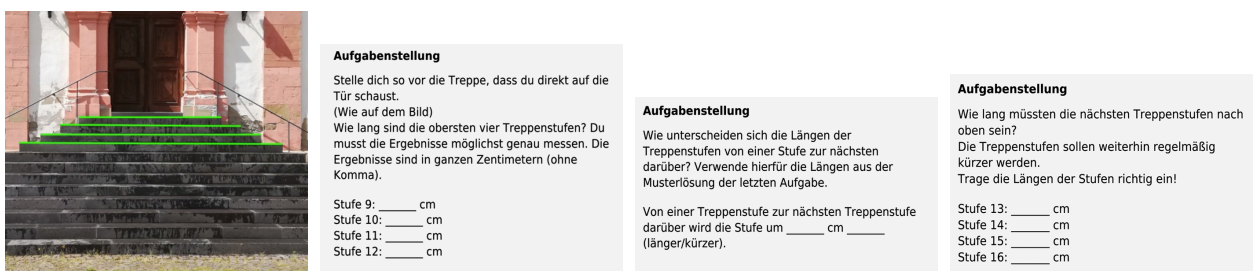 Aufgabenstellung
Stelle dich so vor die Treppe, dass du direkt auf die
Tür schaust.
(Wie auf dem Bild)
Wie lang sind die obersten vier Treppenstufen? Du
musst die Ergebnisse möglichst genau messen. Die
Ergebnisse sind in ganzen Zentimetern (ohne
Komma).
Stufe 9: ______ cm
Stufe 10: ______ cm
Stufe 11: ______ cm
Stufe 12: ______ cm
Aufgabenstellung
Wie unterscheiden sich die Längen der
Treppenstufen von einer Stufe zur nächsten
darüber? Verwende hierfür die Längen aus der
Musterlösung der letzten Aufgabe.
Von einer Treppenstufe zur nächsten Treppenstufe
darüber wird die Stufe um ______ cm ______
(länger/kürzer).
Aufgabenstellung
Wie lang müssten die nächsten Treppenstufen nach
oben sein?
Die Treppenstufen sollen weiterhin regelmäßig
kürzer werden.
Trage die Längen der Stufen richtig ein!
Stufe 13: ______ cm
Stufe 14: ______ cm
Stufe 15: ______ cm
Stufe 16: ______ cm